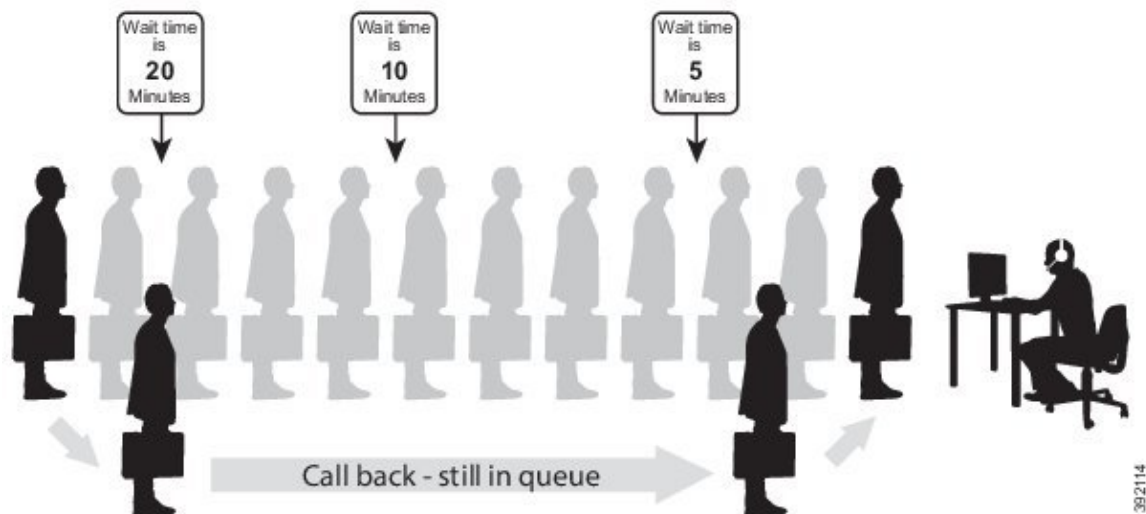 Wait time
is
20
Minutes
Wait time
is
10
Minutes
Wait time
is
5
Minutes
Call back - still in queue
392114